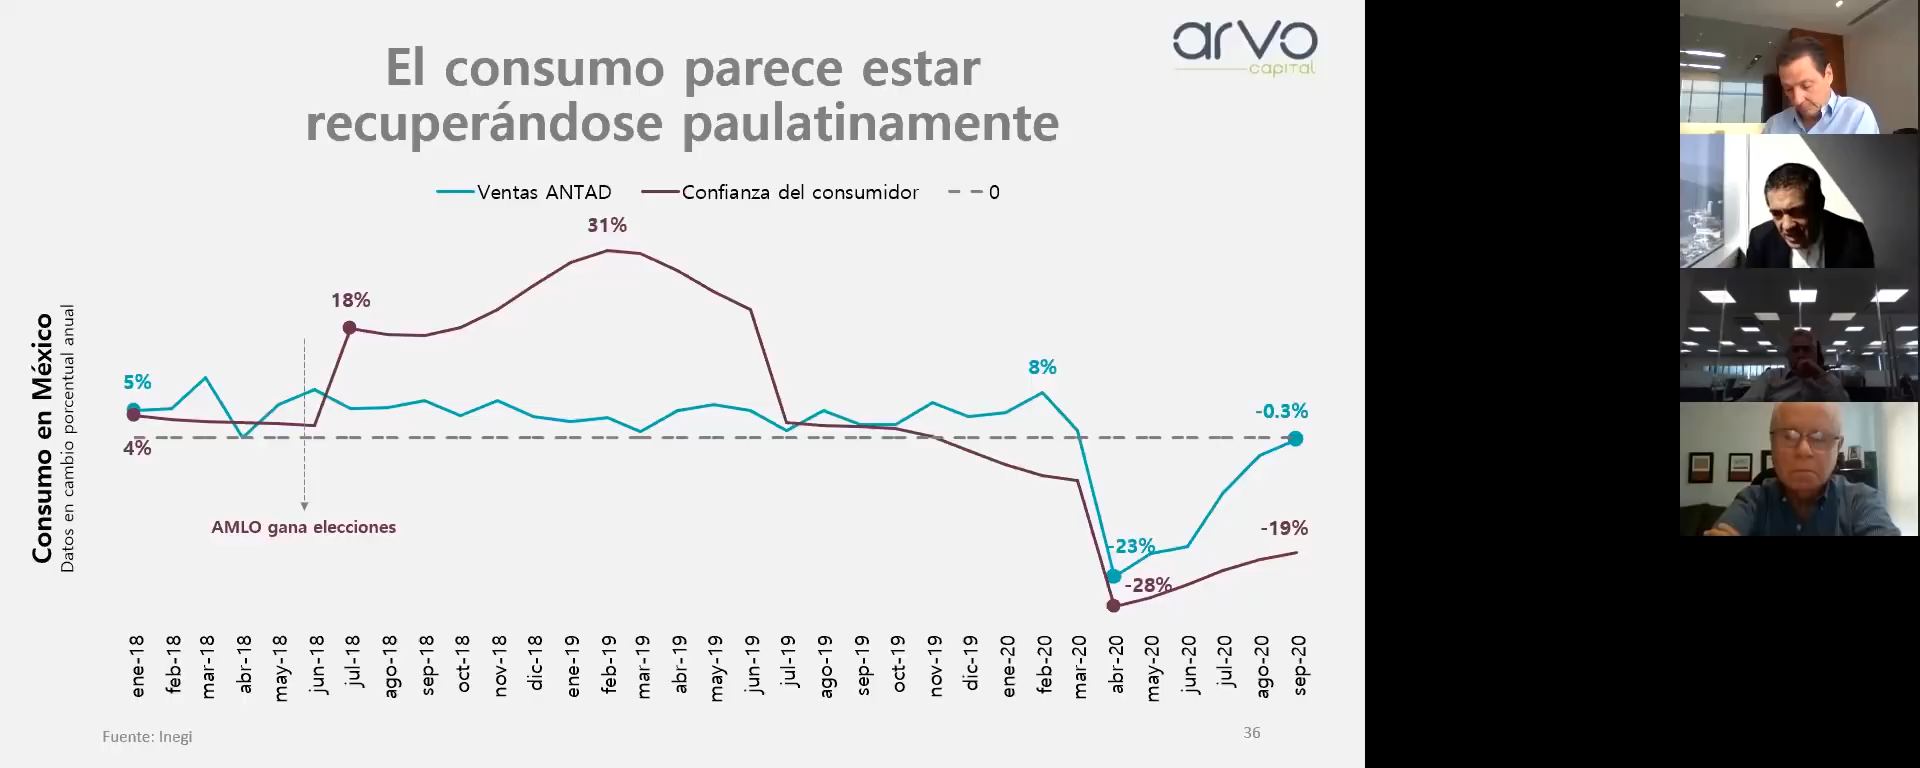 arvo
capital
El consumo parece estar
recuperándose paulatinamente
Ventas ANTAD
Confianza del consumidor
0
Consumo en México
Datos en cambio porcentual anual
31%
18%
5%
4%
8%
-0.3%
AMLO gana elecciones
-23%
-28%
-19%
ene-18
feb-18
mar-18
abr-18
may-18
jun-18
jul-18
ago-18
sep-18
oct-18
nov-18
dic-18
ene-19
feb-19
mar-19
abr-19
may-19
jun-19
jul-19
ago-19
sep-19
oct-19
nov-19
dic-19
ene-20
feb-20
mar-20
abr-20
may-20
jun-20
jul-20
ago-20
sep-20
Fuente: Inegi
36